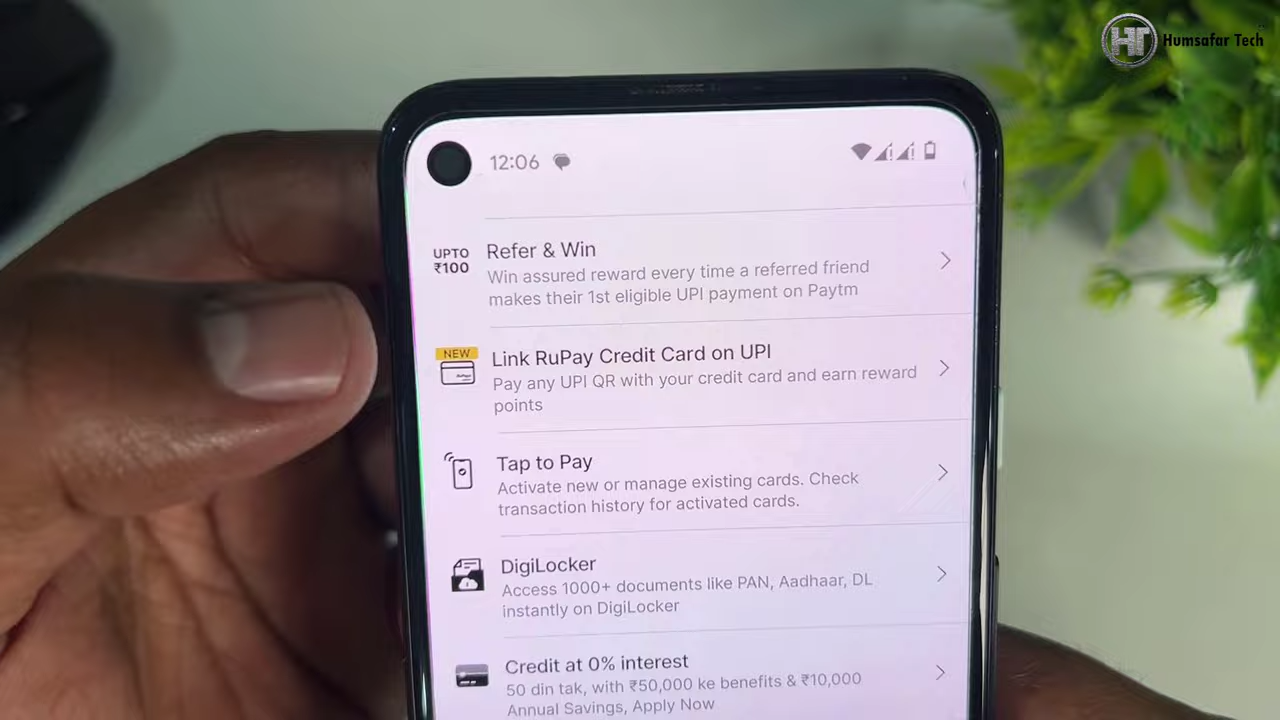 HT Humsafar Tech
12:06
UPTO
₹100
Refer & Win
Win assured reward every time a referred friend
makes their 1st eligible UPI payment on Paytm
NEW
Link RuPay Credit Card on UPI
Pay any UPI QR with your credit card and earn reward
points
Tap to Pay
Activate new or manage existing cards. Check
transaction history for activated cards.
DigiLocker
Access 1000+ documents like PAN, Aadhaar, DL
instantly on DigiLocker
Credit at 0% interest
50 din tak, with ₹50,000 ke benefits & ₹10,000
Annual Savings, Apply Now